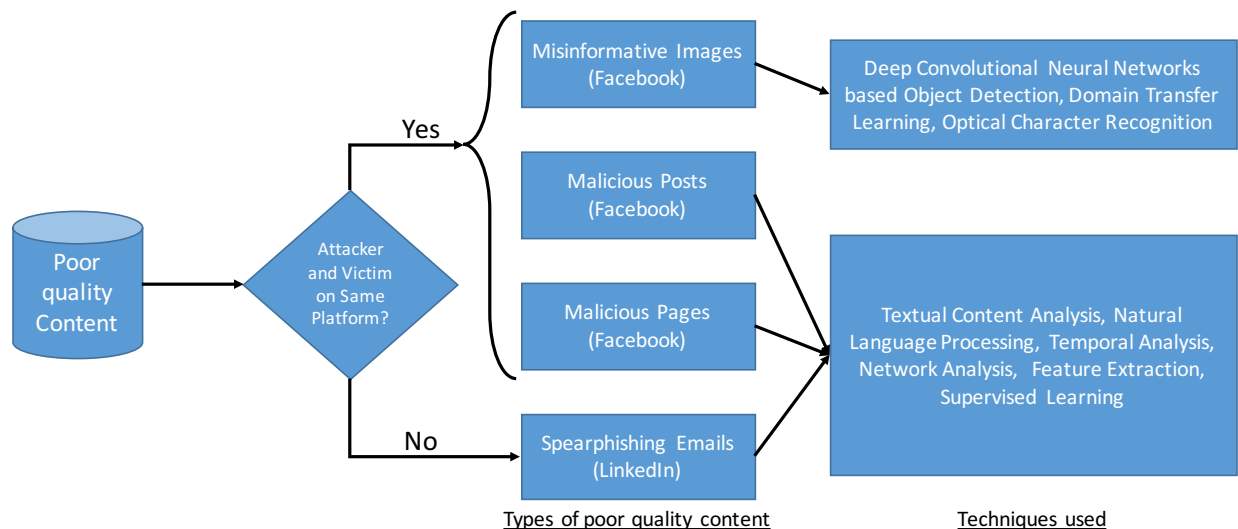 Poor
quality
Content
Attacker
and Victim
on Same
Platform?
Yes
No
Misinformative Images
(Facebook)
Malicious Posts
(Facebook)
Malicious Pages
(Facebook)
Spearphishing Emails
(LinkedIn)
Types of poor quality content
Deep Convolutional Neural Networks
based Object Detection, Domain Transfer
Learning, Optical Character Recognition
Textual Content Analysis, Natural
Language Processing, Temporal Analysis,
Network Analysis, Feature Extraction,
Supervised Learning
Techniques used